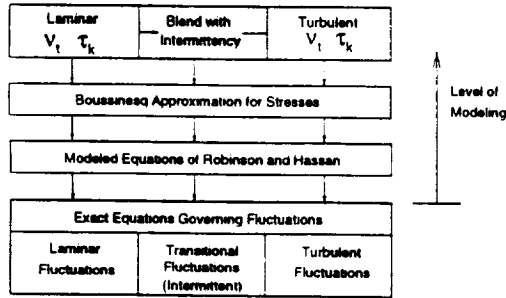 Laminar
ν_t τ_k
Blend with
Intermittency
Turbulent
ν_t τ_k
Boussinesq Approximation for Stresses
Level of
Modeling
Modeled Equations of Robinson and Hassan
Exact Equations Governing Fluctuations
Laminar
Fluctuations
Transitional
Fluctuations
(Intermittent)
Turbulent
Fluctuations